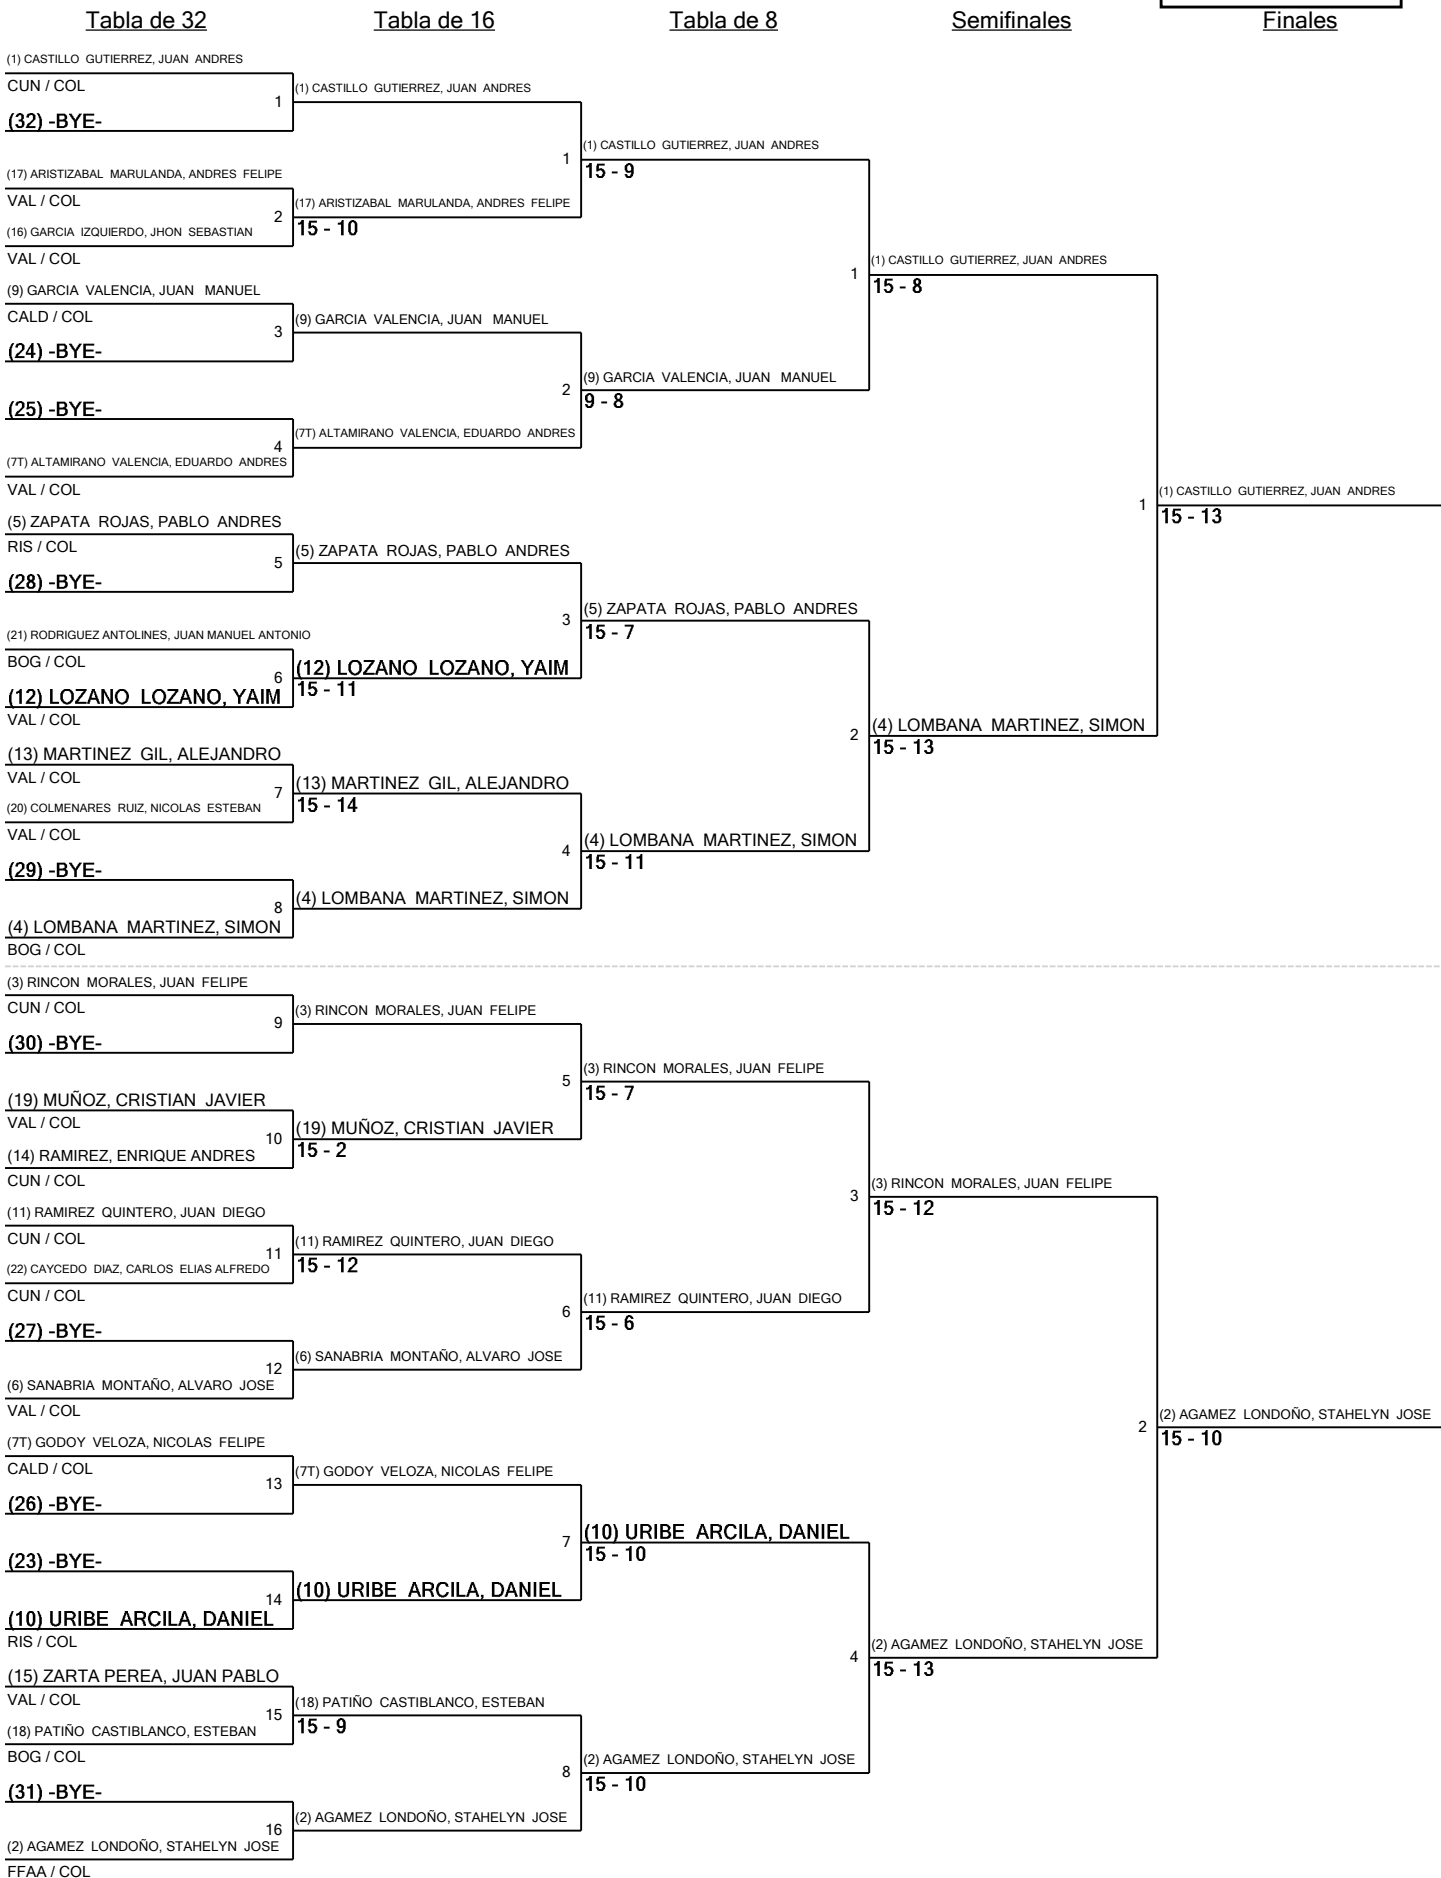 Tabla de 32
Tabla de 16
Tabla de 8
Semifinales
Finales
(1) CASTILLO GUTIERREZ, JUAN ANDRES
CUN / COL
1
(32) -BYE-
(17) ARISTIZABAL MARULANDA, ANDRES FELIPE
VAL / COL
2
(16) GARCIA IZQUIERDO, JHON SEBASTIAN
VAL / COL
(9) GARCIA VALENCIA, JUAN MANUEL
CALD / COL
3
(24) -BYE-
(25) -BYE-
4
(7T) ALTAMIRANO VALENCIA, EDUARDO ANDRES
VAL / COL
(5) ZAPATA ROJAS, PABLO ANDRES
RIS / COL
5
(28) -BYE-
(21) RODRIGUEZ ANTOLINES, JUAN MANUEL ANTONIO
BOG / COL
6
(12) LOZANO LOZANO, YAIM
VAL / COL
(13) MARTINEZ GIL, ALEJANDRO
VAL / COL
7
(20) COLMENARES RUIZ, NICOLAS ESTEBAN
VAL / COL
(29) -BYE-
8
(4) LOMBANA MARTINEZ, SIMON
BOG / COL
(3) RINCON MORALES, JUAN FELIPE
CUN / COL
9
(30) -BYE-
(19) MUÑOZ, CRISTIAN JAVIER
VAL / COL
10
(14) RAMIREZ, ENRIQUE ANDRES
CUN / COL
(11) RAMIREZ QUINTERO, JUAN DIEGO
CUN / COL
11
(22) CAYCEDO DIAZ, CARLOS ELIAS ALFREDO
CUN / COL
(27) -BYE-
12
(6) SANABRIA MONTAÑO, ALVARO JOSE
VAL / COL
(7T) GODOY VELOZA, NICOLAS FELIPE
CALD / COL
13
(26) -BYE-
(23) -BYE-
14
(10) URIBE ARCILA, DANIEL
RIS / COL
(15) ZARTA PEREA, JUAN PABLO
VAL / COL
15
(18) PATIÑO CASTIBLANCO, ESTEBAN
BOG / COL
(31) -BYE-
16
(2) AGAMEZ LONDOÑO, STAHELYN JOSE
FFAA / COL
(1) CASTILLO GUTIERREZ, JUAN ANDRES
1
(17) ARISTIZABAL MARULANDA, ANDRES FELIPE
15 - 10
(9) GARCIA VALENCIA, JUAN MANUEL
2
(7T) ALTAMIRANO VALENCIA, EDUARDO ANDRES
(5) ZAPATA ROJAS, PABLO ANDRES
3
(12) LOZANO LOZANO, YAIM
15 - 11
(13) MARTINEZ GIL, ALEJANDRO
15 - 14
4
(4) LOMBANA MARTINEZ, SIMON
(3) RINCON MORALES, JUAN FELIPE
5
(19) MUÑOZ, CRISTIAN JAVIER
15 - 2
(11) RAMIREZ QUINTERO, JUAN DIEGO
15 - 12
6
(6) SANABRIA MONTAÑO, ALVARO JOSE
(7T) GODOY VELOZA, NICOLAS FELIPE
7
(10) URIBE ARCILA, DANIEL
(18) PATIÑO CASTIBLANCO, ESTEBAN
15 - 9
8
(2) AGAMEZ LONDOÑO, STAHELYN JOSE
(1) CASTILLO GUTIERREZ, JUAN ANDRES
15 - 9
1
(9) GARCIA VALENCIA, JUAN MANUEL
9 - 8
(5) ZAPATA ROJAS, PABLO ANDRES
15 - 7
2
(4) LOMBANA MARTINEZ, SIMON
15 - 11
(3) RINCON MORALES, JUAN FELIPE
15 - 7
3
(11) RAMIREZ QUINTERO, JUAN DIEGO
15 - 6
(10) URIBE ARCILA, DANIEL
15 - 10
4
(2) AGAMEZ LONDOÑO, STAHELYN JOSE
15 - 10
(1) CASTILLO GUTIERREZ, JUAN ANDRES
15 - 8
1
(4) LOMBANA MARTINEZ, SIMON
15 - 13
(3) RINCON MORALES, JUAN FELIPE
15 - 12
2
(2) AGAMEZ LONDOÑO, STAHELYN JOSE
15 - 13
(1) CASTILLO GUTIERREZ, JUAN ANDRES
15 - 13
(2) AGAMEZ LONDOÑO, STAHELYN JOSE
15 - 10